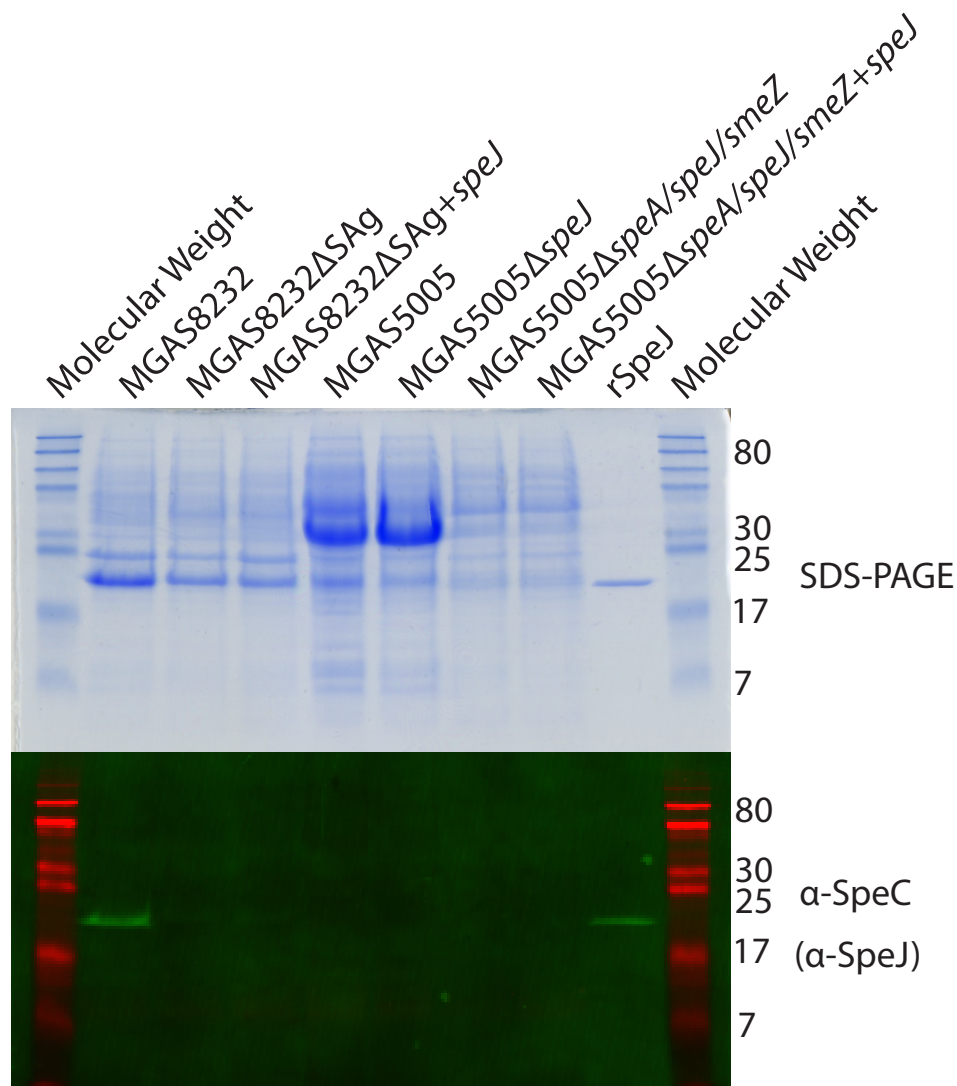 Molecular Weight
MGAS8232
MGAS8232ΔSAg
MGAS8232ΔSAg+speJ
MGAS5005
MGAS5005ΔspeJ
MGAS5005ΔspeA/speJ/smeZ
MGAS5005ΔspeA/speJ/smeZ+speJ
rSpeJ
Molecular Weight
80
30
25
17
7
SDS-PAGE
80
30
25
17
7
α-SpeC
(α-SpeJ)